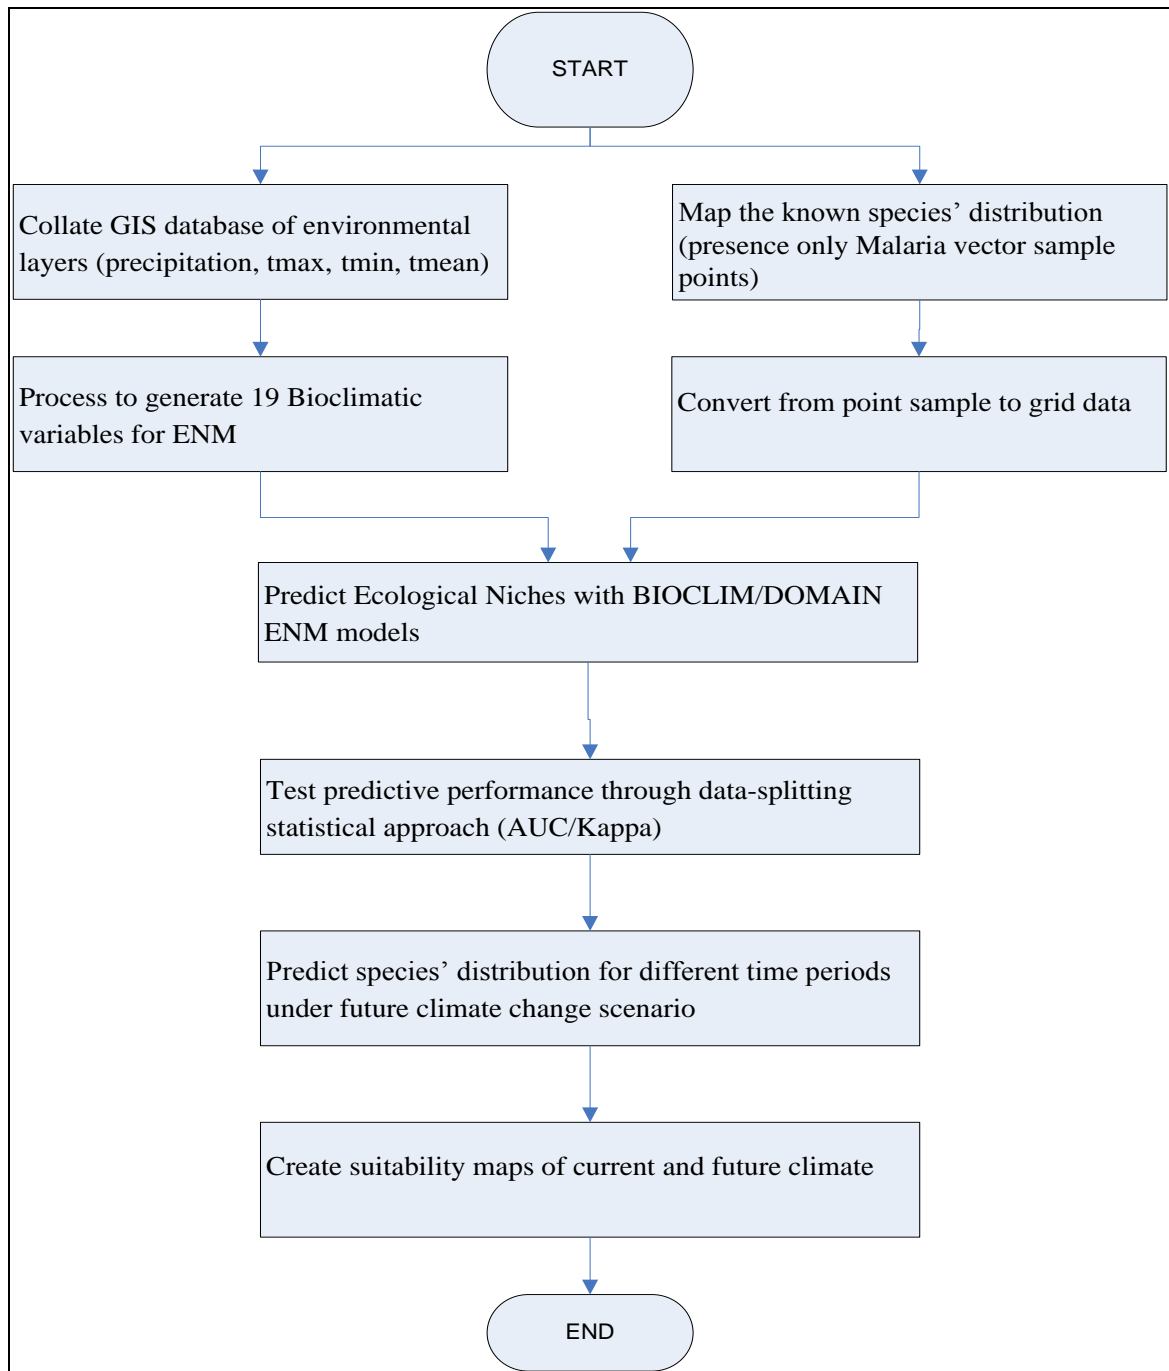 START
Collate GIS database of environmental
layers (precipitation, tmax, tmin, tmean)
Map the known species’ distribution
(presence only Malaria vector sample
points)
Process to generate 19 Bioclimatic
variables for ENM
Convert from point sample to grid data
Predict Ecological Niches with BIOCLIM/DOMAIN
ENM models
Test predictive performance through data-splitting
statistical approach (AUC/Kappa)
Predict species’ distribution for different time periods
under future climate change scenario
Create suitability maps of current and future climate
END